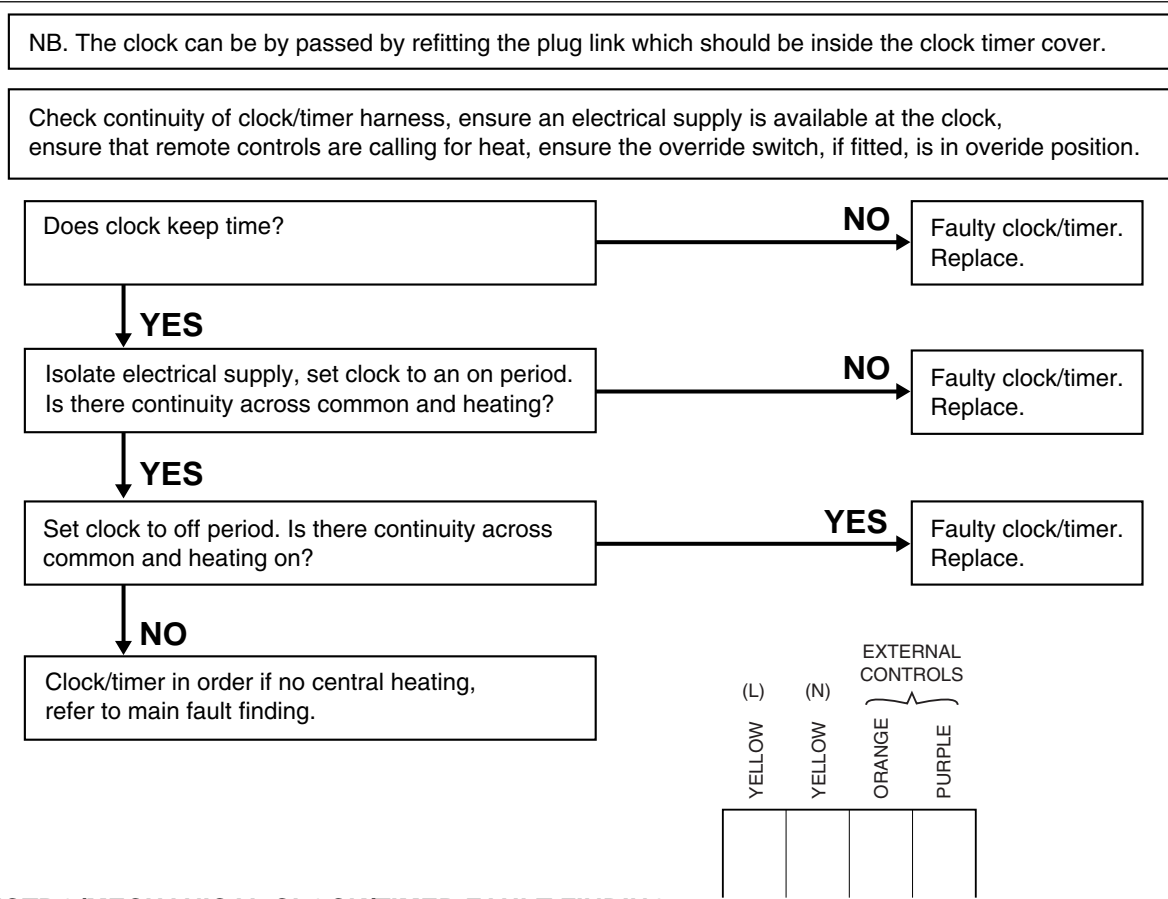 NB. The clock can be by passed by refitting the plug link which should be inside the clock timer cover.
Check continuity of clock/timer harness, ensure an electrical supply is available at the clock,
ensure that remote controls are calling for heat, ensure the override switch, if fitted, is in overide position.
Does clock keep time?
NO
Faulty clock/timer.
Replace.
YES
Isolate electrical supply, set clock to an on period.
Is there continuity across common and heating?
NO
Faulty clock/timer.
Replace.
YES
Set clock to off period. Is there continuity across
common and heating on?
YES
Faulty clock/timer.
Replace.
NO
Clock/timer in order if no central heating,
refer to main fault finding.
EXTERNAL
CONTROLS
(L)
(N)
YELLOW
YELLOW
ORANGE
PURPLE